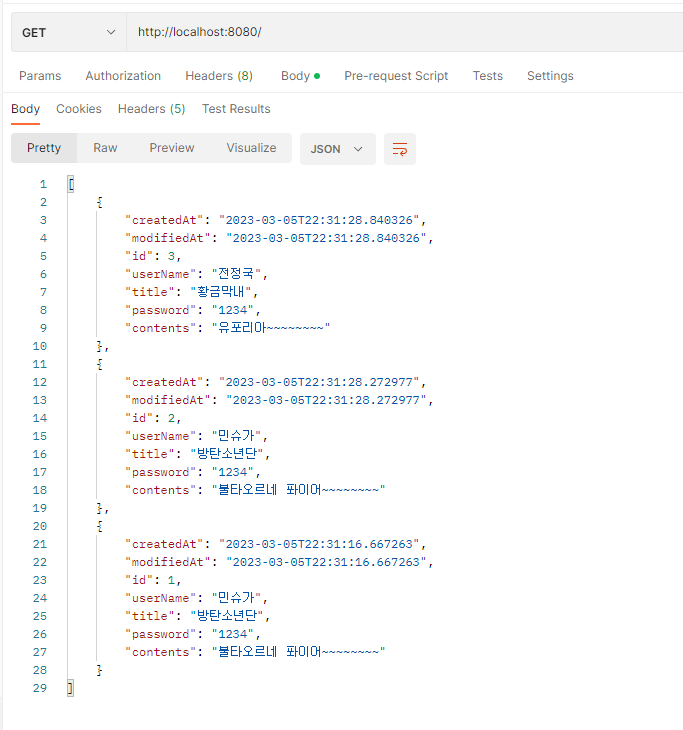 GET http://localhost:8080/
Params Authorization Headers (8) Body Pre-request Script Tests Settings
Body Cookies Headers (5) Test Results
Pretty Raw Preview Visualize JSON
1 [
2 {
3 "createdAt": "2023-03-05T22:31:28.840326",
4 "modifiedAt": "2023-03-05T22:31:28.840326",
5 "id": 3,
6 "userName": "전정국",
7 "title": "황금막내",
8 "password": "1234",
9 "contents": "유포리아~~~~~~~~"
10 },
11 {
12 "createdAt": "2023-03-05T22:31:28.272977",
13 "modifiedAt": "2023-03-05T22:31:28.272977",
14 "id": 2,
15 "userName": "민슈가",
16 "title": "방탄소년단",
17 "password": "1234",
18 "contents": "불타오르네 퐈이어~~~~~~~~"
19 },
20 {
21 "createdAt": "2023-03-05T22:31:16.667263",
22 "modifiedAt": "2023-03-05T22:31:16.667263",
23 "id": 1,
24 "userName": "민슈가",
25 "title": "방탄소년단",
26 "password": "1234",
27 "contents": "불타오르네 퐈이어~~~~~~~~"
28 }
29 ]